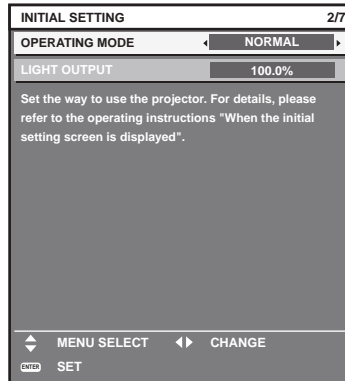 INITIAL SETTING 2/7
OPERATING MODE NORMAL
LIGHT OUTPUT 100.0%
Set the way to use the projector. For details, please
refer to the operating instructions "When the initial
setting screen is displayed".
MENU SELECT CHANGE
ENTER SET